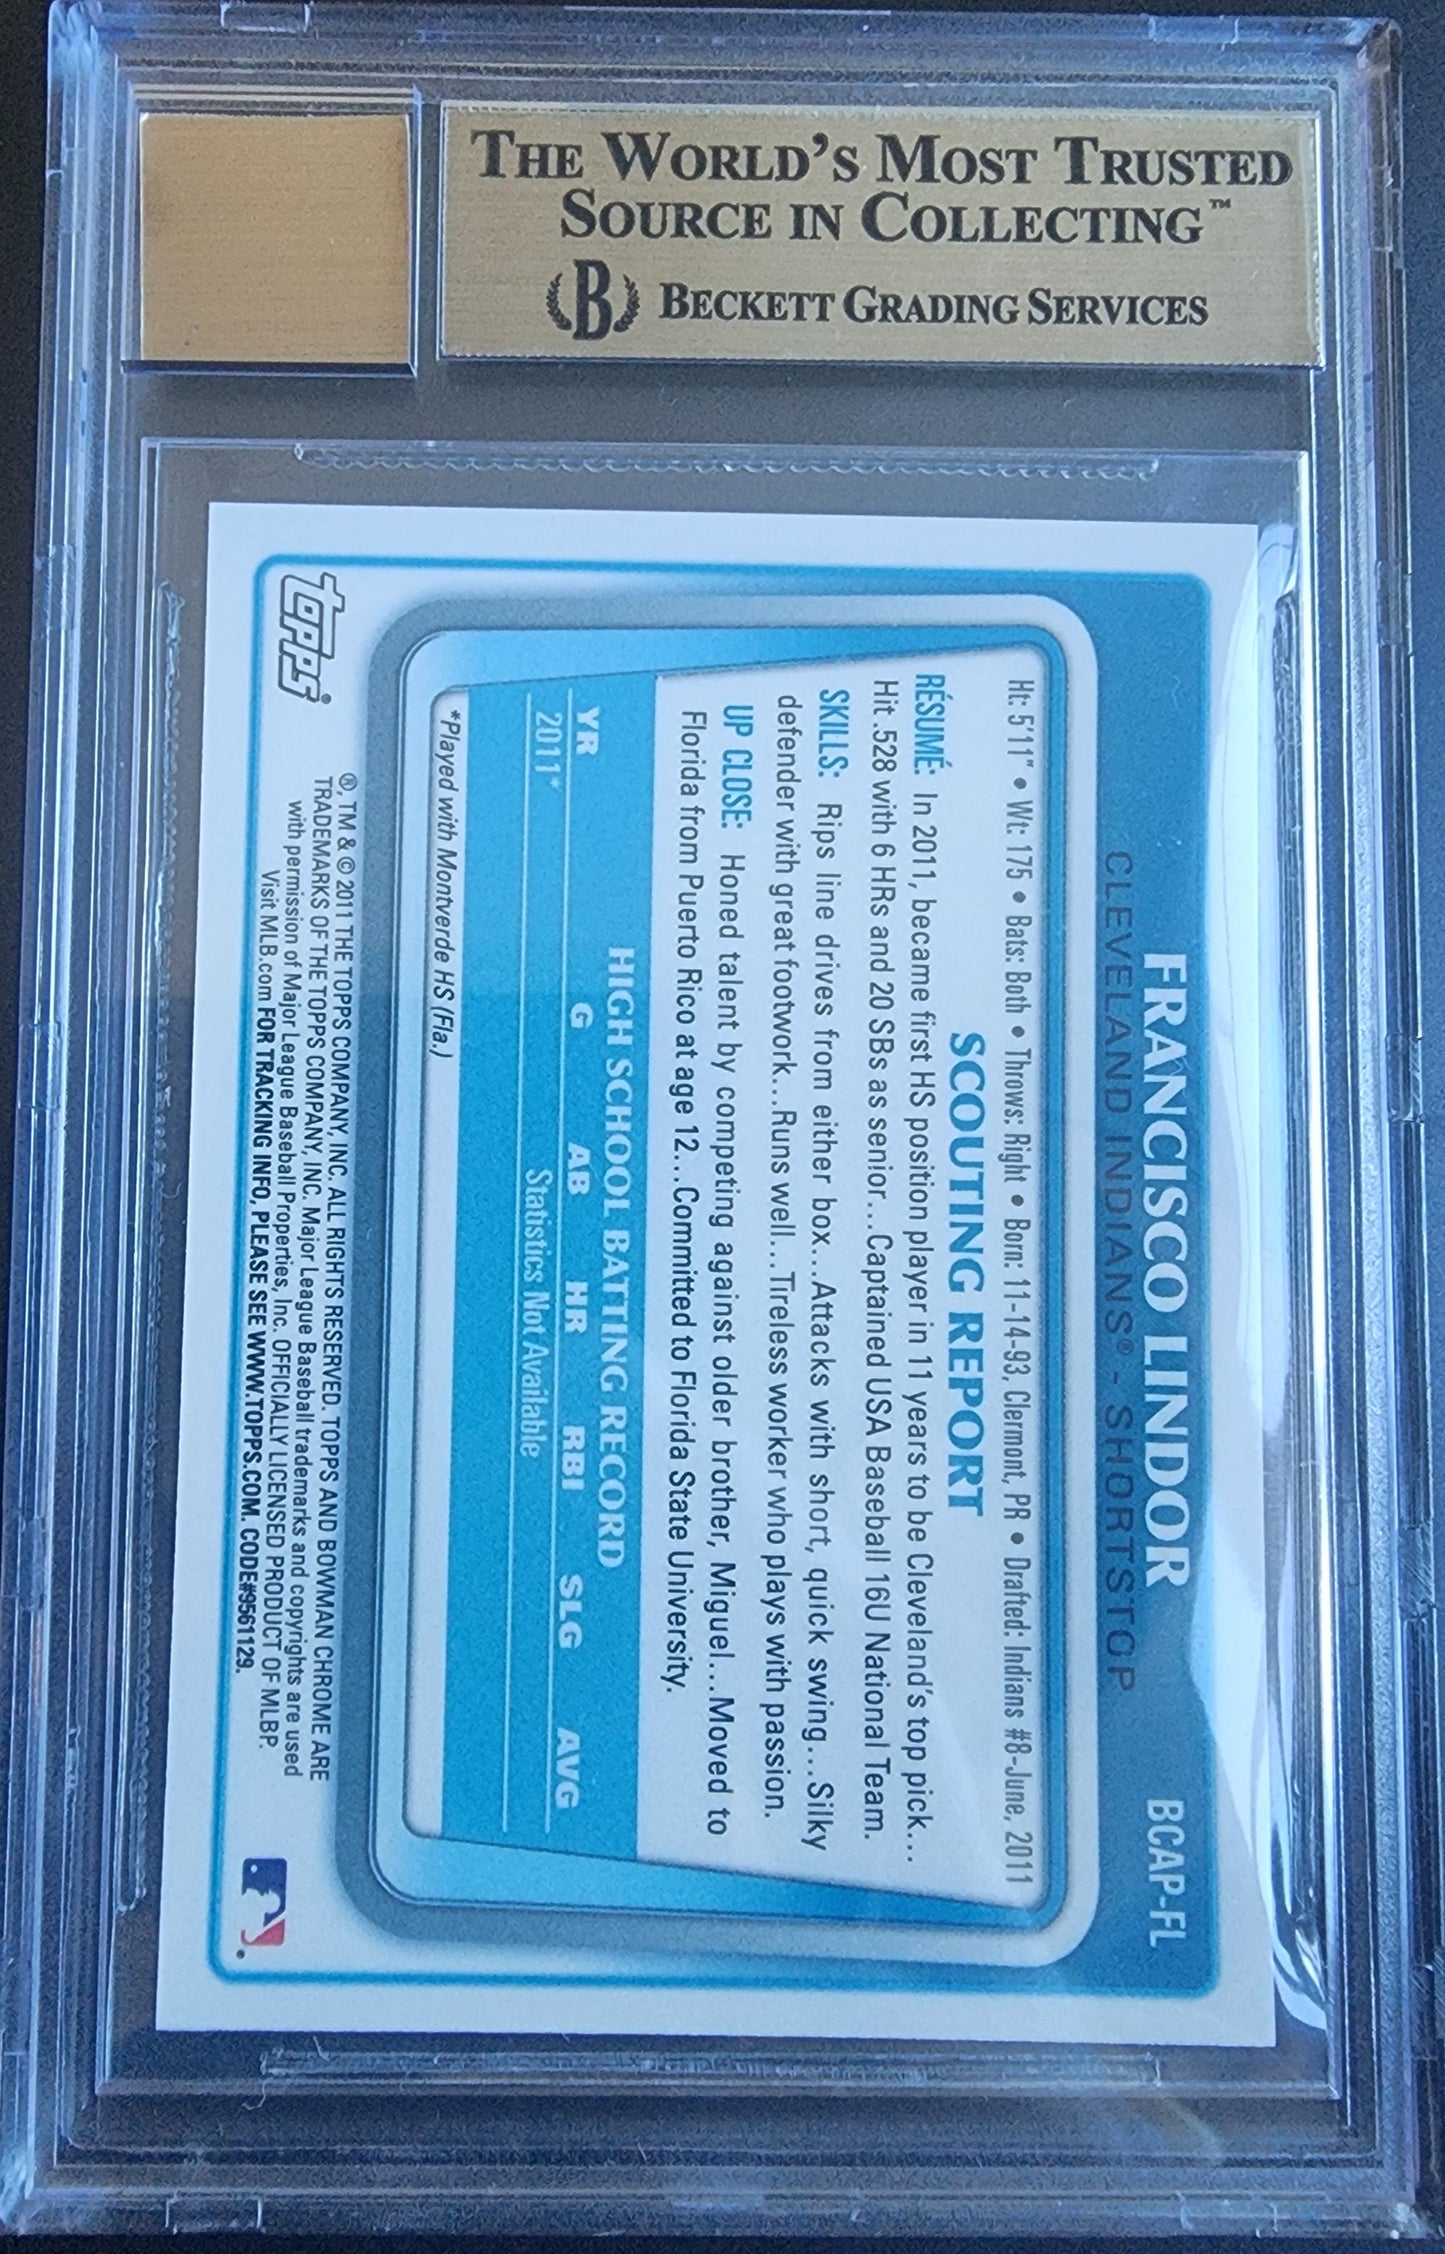 THE WORLD'S MOST TRUSTED
SOURCE IN COLLECTING™
B BECKETT GRADING SERVICES
FRANCISCO LINDOR BCAP-FL
CLEVELAND INDIANS® - SHORTSTOP
Ht: 5'11" • Wt: 175 • Bats: Both • Throws: Right • Born: 11-14-93, Clermont, PR • Drafted: Indians #8-June, 2011
SCOUTING REPORT
RÉSUMÉ: In 2011, became first HS position player in 11 years to be Cleveland's top pick...
Hit .528 with 6 HRs and 20 SBs as senior...Captained USA Baseball 16U National Team.
SKILLS: Rips line drives from either box...Attacks with short, quick swing...Silky
defender with great footwork...Runs well...Tireless worker who plays with passion.
UP CLOSE: Honed talent by competing against older brother, Miguel...Moved to
Florida from Puerto Rico at age 12...Committed to Florida State University.
HIGH SCHOOL BATTING RECORD
YR G AB HR RBI SLG AVG
2011* Statistics Not Available
*Played with Montverde HS (Fla.)
topps®
®, TM & © 2011 THE TOPPS COMPANY, INC. ALL RIGHTS RESERVED. TOPPS AND BOWMAN CHROME ARE
TRADEMARKS OF THE TOPPS COMPANY, INC. Major League Baseball trademarks and copyrights are used
with permission of Major League Baseball Properties, Inc. OFFICIALLY LICENSED PRODUCT OF MLBP.
Visit MLB.com FOR TRACKING INFO, PLEASE SEE WWW.TOPPS.COM. CODE#9561129.